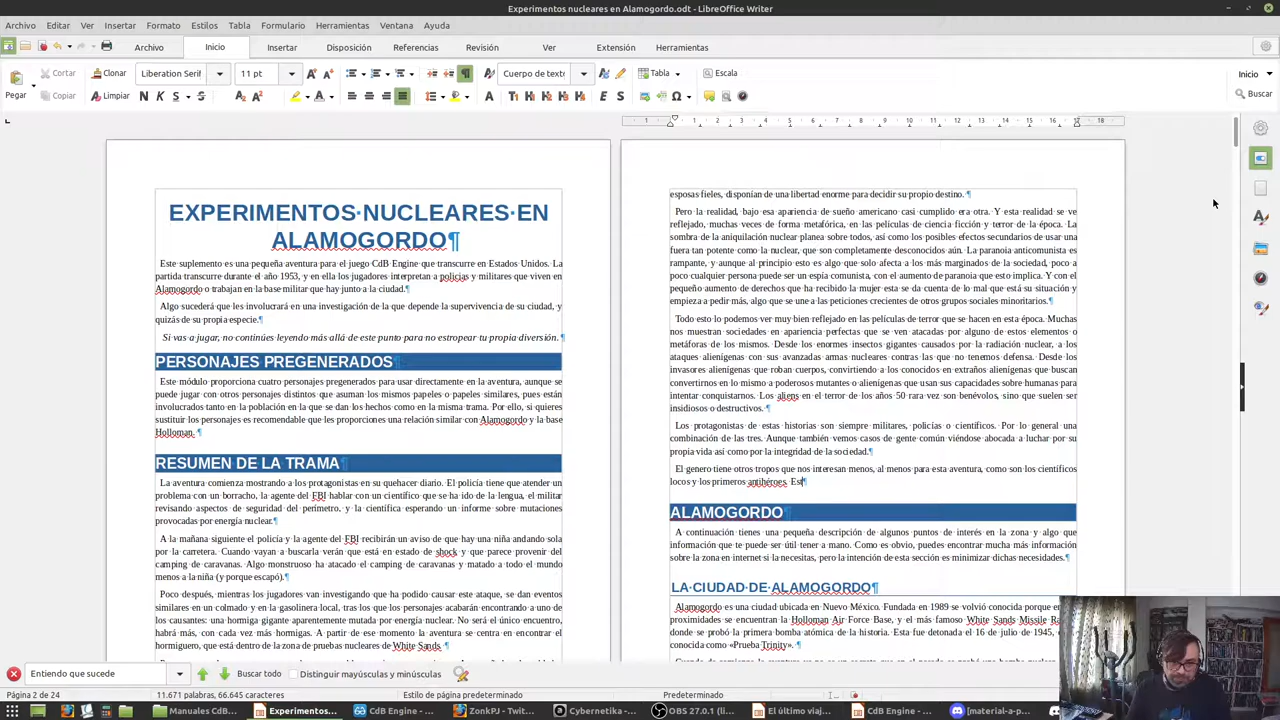 Experimentos nucleares en Alamogordo.odt - LibreOffice Writer
Archivo Editar Ver Insertar Formato Estilos Tabla Formulario Herramientas Ventana Ayuda
Archivo Inicio Insertar Disposición Referencias Revisión Ver Extensión Herramientas
Cortar Clonar Liberation Serif 11 pt Cuerpo de texto Tabla Escala Inicio
Pegar Copiar Limpiar Buscar
EXPERIMENTOS NUCLEARES EN
ALAMOGORDO¶
Este suplemento es una pequeña aventura para el juego CdB Engine que transcurre en Estados Unidos. La
partida transcurre durante el año 1953, y en ella los jugadores interpretan a policías y militares que viven en
Alamogordo o trabajan en la base militar que hay junto a la ciudad.¶
Algo sucederá que les involucrará en una investigación de la que depende la supervivencia de su ciudad, y
quizás de su propia especie.¶
Si vas a jugar, no continúes leyendo más allá de este punto para no estropear tu propia diversión.¶
PERSONAJES PREGENERADOS¶
Este módulo proporciona cuatro personajes pregenerados para usar directamente en la aventura, aunque se
puede jugar con otros personajes distintos que asuman los mismos papeles o papeles similares, pues están
involucrados tanto en la población en la que se dan los hechos como en la misma trama. Por ello, si quieres
sustituir los personajes es recomendable que les proporciones una relación similar con Alamogordo y la base
Holloman. ¶
RESUMEN DE LA TRAMA¶
La aventura comienza mostrando a los protagonistas en su quehacer diario. El policía tiene que atender un
problema con un borracho, la agente del FBI hablar con un científico que se ha ido de la lengua, el militar
revisando aspectos de seguridad del perímetro, y la científica esperando un informe sobre mutaciones
provocadas por energía nuclear.¶
A la mañana siguiente el policía y la agente del FBI recibirán un aviso de que hay una niña andando sola
por la carretera. Cuando vayan a buscarla verán que está en estado de shock y que parece provenir del
camping de caravanas. Algo monstruoso ha atacado el camping de caravanas y matado a todo el mundo
menos a la niña (y porque escapó).¶
Poco después, mientras los jugadores van investigando que ha podido causar este ataque, se dan eventos
similares en un colmado y en la gasolinera local, tras los que los personajes acabarán encontrando a uno de
los causantes: una hormiga gigante aparentemente mutada por energía nuclear. No será el único encuentro,
habrá más, con cada vez más hormigas. A partir de ese momento la aventura se centra en encontrar el
hormiguero, que está dentro de la zona de pruebas nucleares de White Sands. ¶
esposas fieles, disponían de una libertad enorme para decidir su propio destino. ¶
Pero la realidad, bajo esa apariencia de sueño americano casi cumplido era otra. Y esta realidad se ve
reflejado, muchas veces de forma metafórica, en las películas de ciencia ficción y terror de la época. La
sombra de la aniquilación nuclear planea sobre todos, así como los posibles efectos secundarios de usar una
fuera tan potente como la nuclear, que son completamente desconocidos aún. La paranoia anticomunista es
rampante, y aunque al principio esto es algo que solo afecta a los más marginados de la sociedad, poco a
poco cualquier persona puede ser un espía comunista, con el aumento de paranoia que esto implica. Y con el
pequeño aumento de derechos que ha recibido la mujer esta se da cuenta de lo mal que está su situación y
empieza a pedir más, algo que se une a las peticiones crecientes de otros grupos sociales minoritarios.¶
Todo esto lo podemos ver muy bien reflejado en las películas de terror que se hacen en esta época. Muchas
nos muestran sociedades en apariencia perfectas que se ven atacadas por alguno de estos elementos o
metáforas de los mismos. Desde los enormes insectos gigantes causados por la radiación nuclear, a los
ataques alienígenas con sus avanzadas armas nucleares contras las que no tenemos defensa. Desde los
invasores alienígenas que roban cuerpos, convirtiendo a los conocidos en extraños alienígenas que buscan
convertirnos en lo mismo a poderosos mutantes o alienígenas que usan sus capacidades sobre humanas para
intentar conquistarnos. Los aliens en el terror de los años 50 rara vez son benévolos, sino que suelen ser
insidiosos o destructivos. ¶
Los protagonistas de estas historias son siempre militares, policías o científicos. Por lo general una
combinación de las tres. Aunque también vemos casos de gente común viéndose abocada a luchar por su
propia vida así como por la integridad de la sociedad.¶
El genero tiene otros tropos que nos interesan menos, al menos para esta aventura, como son los científicos
locos y los primeros antihéroes. Est¶
ALAMOGORDO¶
A continuación tienes una pequeña descripción de algunos puntos de interés en la zona y algo que
información que te puede ser útil tener a mano. Como es obvio, puedes encontrar mucha más información
sobre la zona en internet si la necesitas, pero la intención de esta sección es minimizar dichas necesidades.¶
LA CIUDAD DE ALAMOGORDO¶
Alamogordo es una ciudad ubicada en Nuevo México. Fundada en 1989 se volvió conocida porque en
proximidades se encuentran la Holloman Air Force Base, y el más famoso White Sands Missile
donde se probó la primera bomba atómica de la historia. Esta fue detonada el 16 de julio de 1945,
conocida como «Prueba Trinity». ¶
Entiendo que sucede Buscar todo Distinguir mayúsculas y minúsculas
Página 2 de 24 11.671 palabras, 66.645 caracteres Estilo de página predeterminado Predeterminado
Manuales CdB Experimentos... CdB Engine -... ZonkPJ - Twit... Cybernetika -... OBS 27.0.1 (li... El último viaj... CdB Engine -... [material-a-p...